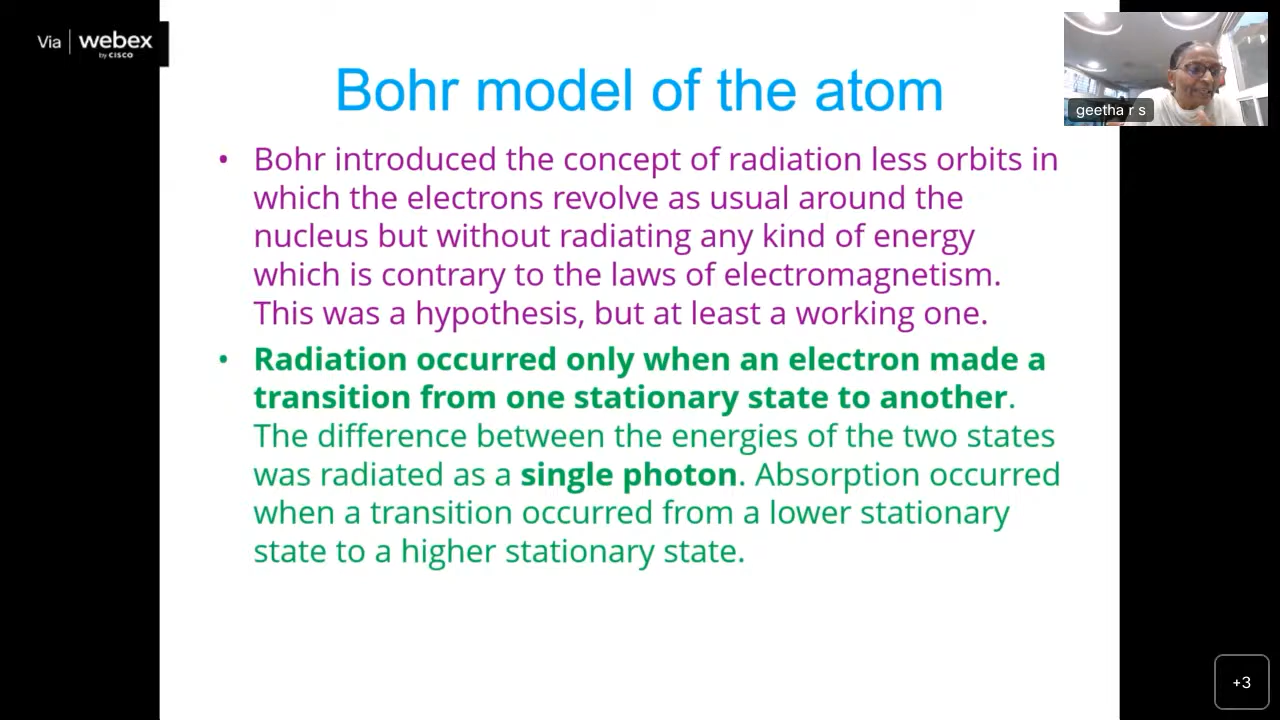 Via webex
by CISCO
Bohr model of the atom
geetha r s
• Bohr introduced the concept of radiation less orbits in
which the electrons revolve as usual around the
nucleus but without radiating any kind of energy
which is contrary to the laws of electromagnetism.
This was a hypothesis, but at least a working one.
• Radiation occurred only when an electron made a
transition from one stationary state to another.
The difference between the energies of the two states
was radiated as a single photon. Absorption occurred
when a transition occurred from a lower stationary
state to a higher stationary state.
+3